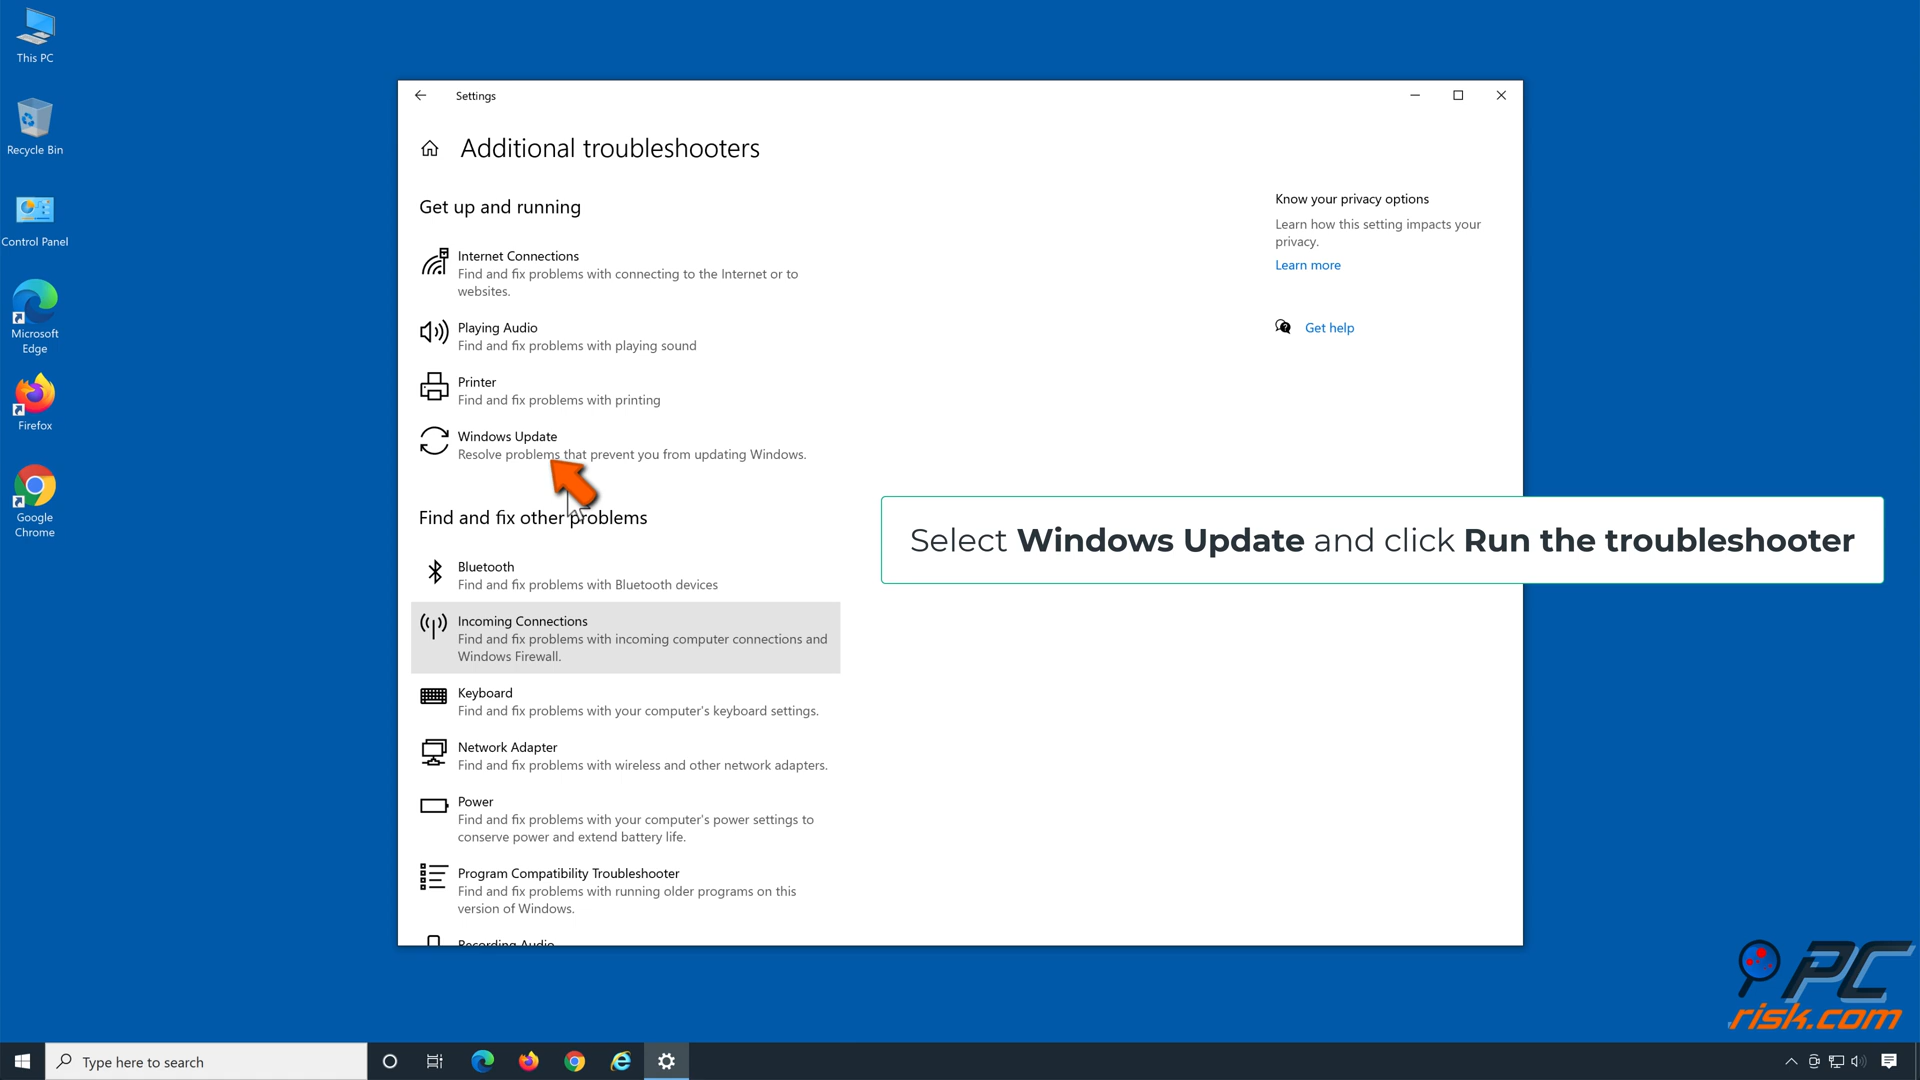 This PC
Recycle Bin
Control Panel
Microsoft
Edge
Firefox
Google
Chrome
Settings
Additional troubleshooters
Get up and running
Internet Connections
Find and fix problems with connecting to the Internet or to
websites.
Playing Audio
Find and fix problems with playing sound
Printer
Find and fix problems with printing
Windows Update
Resolve problems that prevent you from updating Windows.
Find and fix other problems
Bluetooth
Find and fix problems with Bluetooth devices
Incoming Connections
Find and fix problems with incoming computer connections and
Windows Firewall.
Keyboard
Find and fix problems with your computer's keyboard settings.
Network Adapter
Find and fix problems with wireless and other network adapters.
Power
Find and fix problems with your computer's power settings to
conserve power and extend battery life.
Program Compatibility Troubleshooter
Find and fix problems with running older programs on this
version of Windows.
Recording Audio
Know your privacy options
Learn how this setting impacts your
privacy.
Learn more
Get help
Select Windows Update and click Run the troubleshooter
PC
risk.com
Type here to search